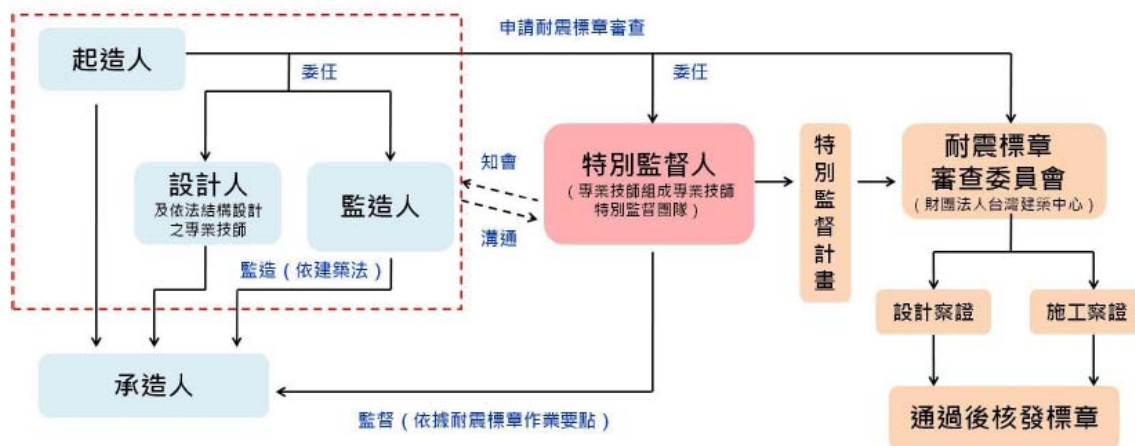 申請耐震標章審查
起造人
委任
委任
設計人
及依法結構設計
之專業技師
監造人
知會
溝通
特別監督人
（專業技師組成專業技師
特別監督團隊）
特別監督計畫
耐震標章
審查委員會
（財團法人台灣建築中心）
監造（依建築法）
設計察證
施工察證
承造人
監督（依據耐震標章作業要點）
通過後核發標章